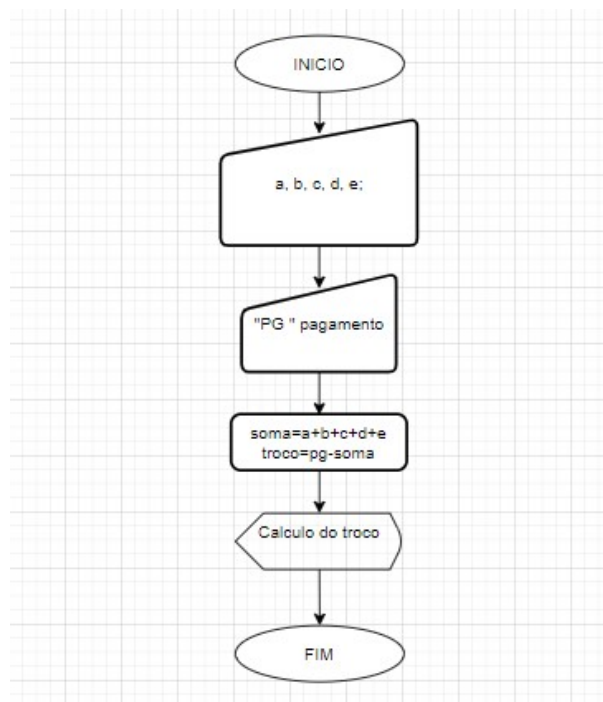 INICIO
a, b, c, d, e;
"PG " pagamento
soma=a+b+c+d+e
troco=pg-soma
Calculo do troco
FIM